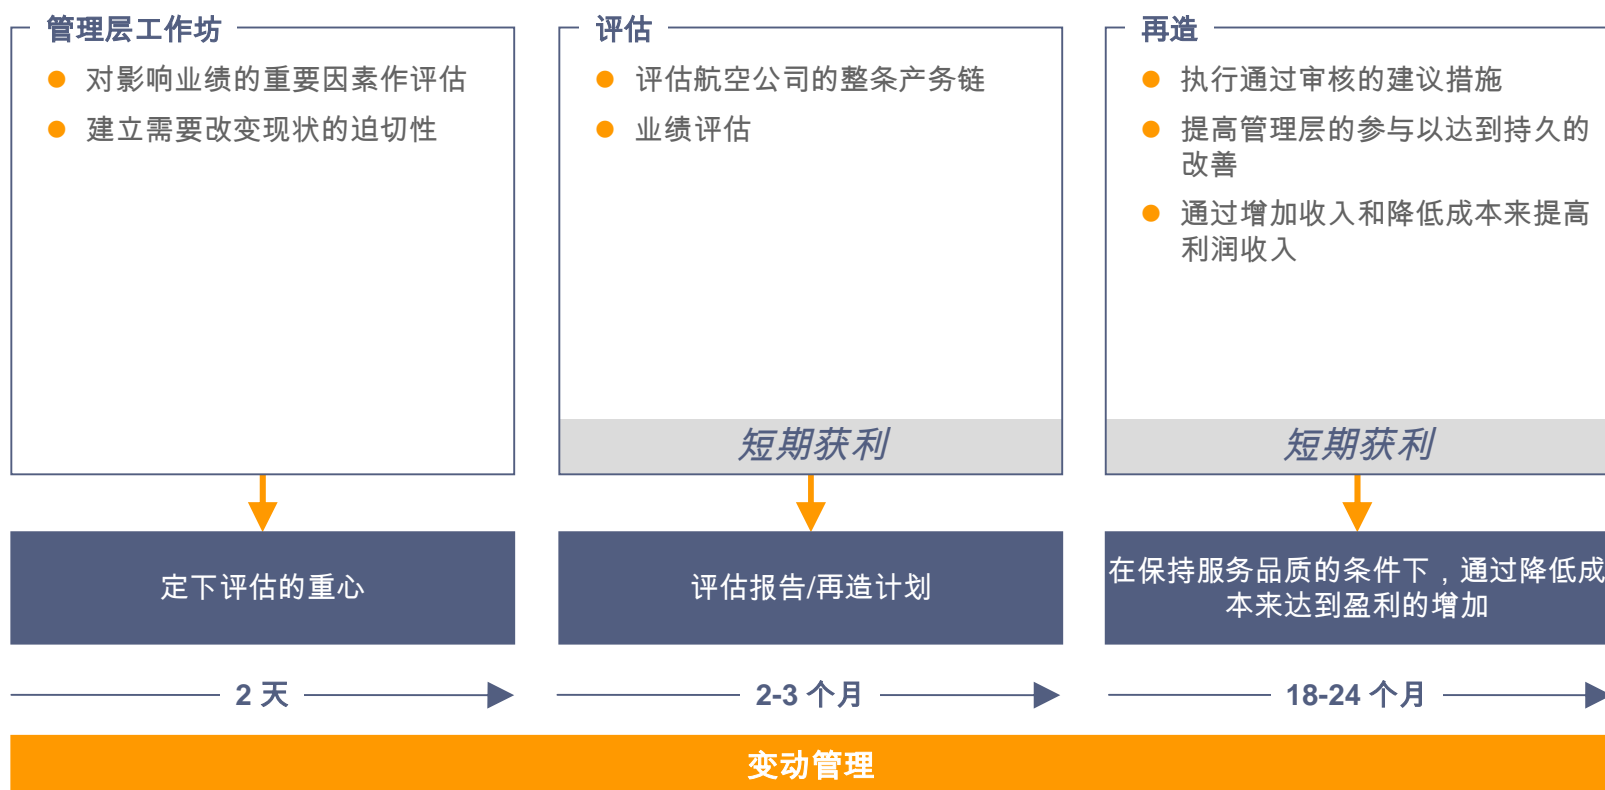 管理层工作坊
对影响业绩的重要因素作评估
建立需要改变现状的迫切性
定下评估的重心
2 天
评估
评估航空公司的整条产务链
业绩评估
短期获利
评估报告/再造计划
2-3 个月
再造
执行通过审核的建议措施
提高管理层的参与以达到持久的
改善
通过增加收入和降低成本来提高
利润收入
短期获利
在保持服务品质的条件下，通过降低成
本来达到盈利的增加
18-24 个月
变动管理